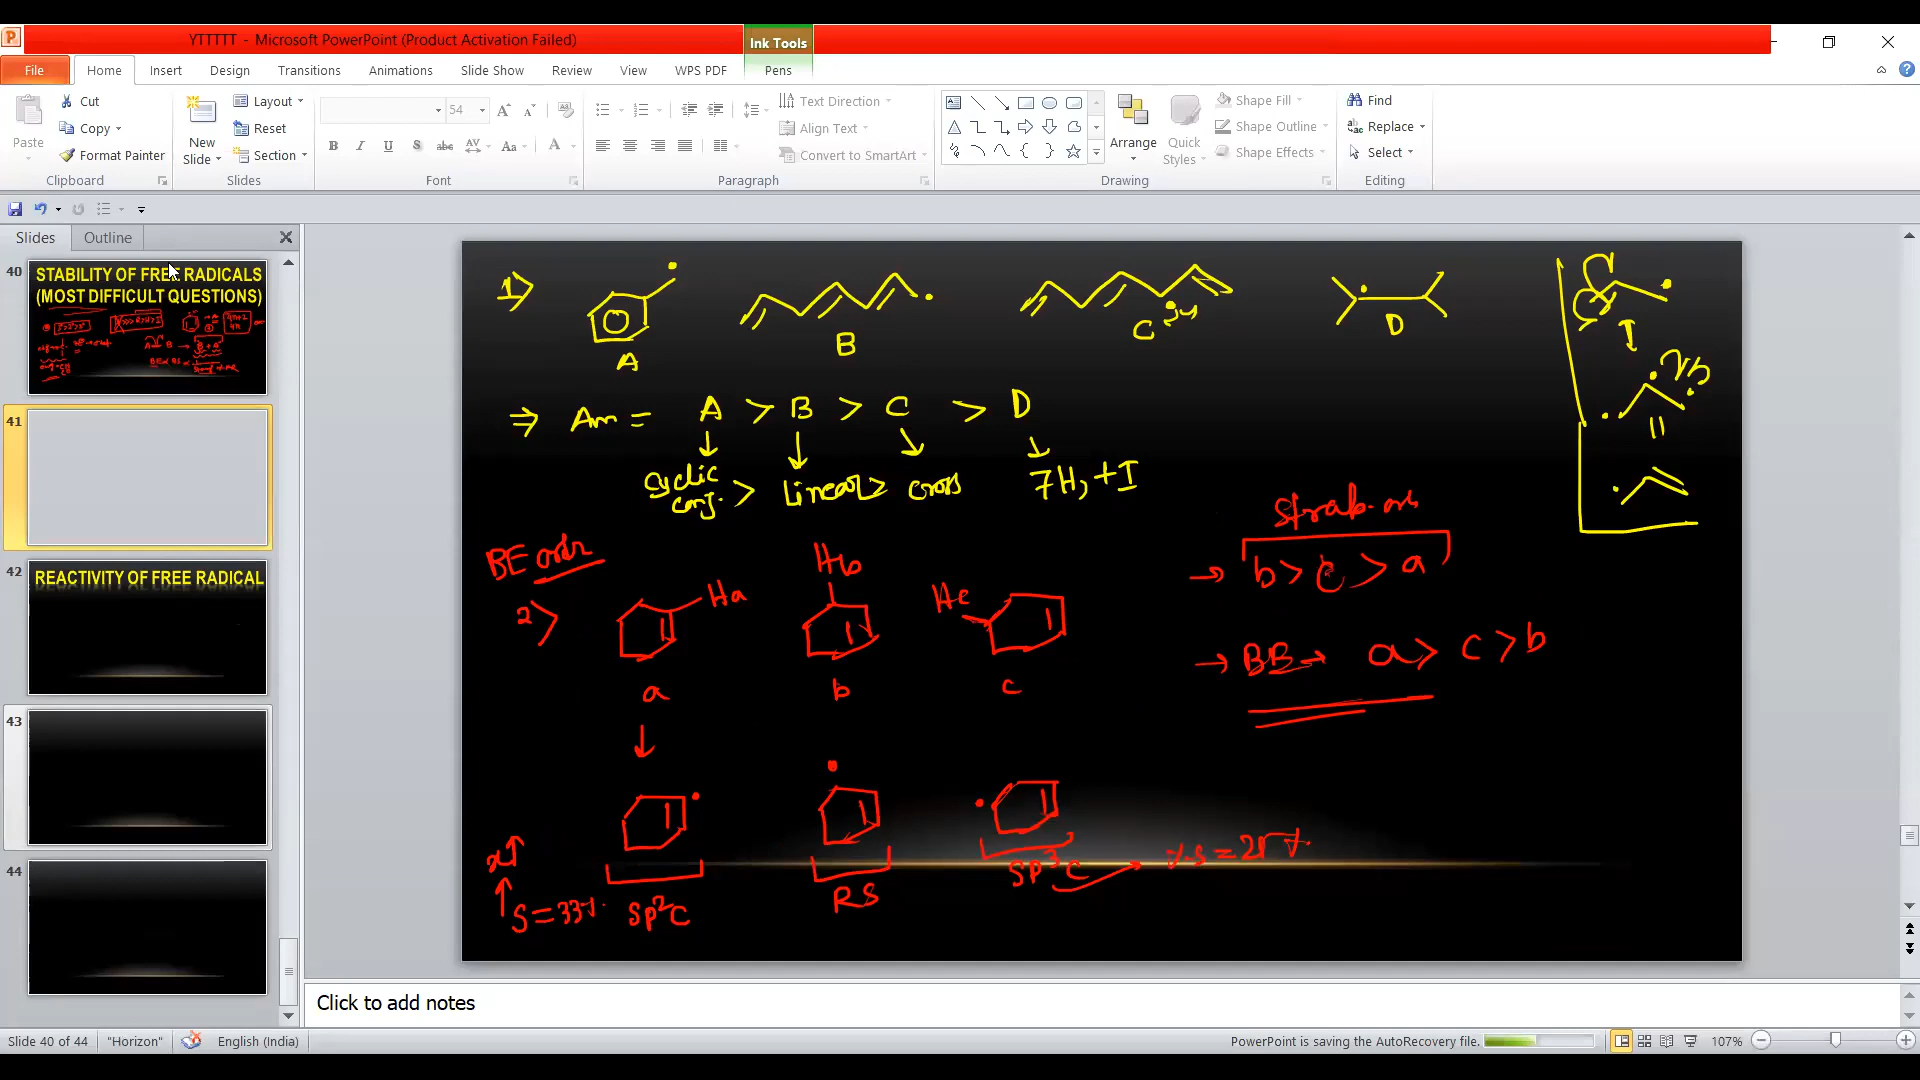 YTTTTT - Microsoft PowerPoint (Product Activation Failed)
Ink Tools
File Home Insert Design Transitions Animations Slide Show Review View WPS PDF Pens
Paste
Cut
Copy
Format Painter
Clipboard
New
Slide
Layout
Reset
Section
Slides
54
B I U S abc AV Aa A
Font
Text Direction
Align Text
Convert to SmartArt
Paragraph
Arrange
Quick
Styles
Shape Fill
Shape Outline
Shape Effects
Drawing
Find
Replace
Select
Editing
Slides Outline
40
STABILITY OF FREE RADICALS
(MOST DIFFICULT QUESTIONS)
41
42
REACTIVITY OF FREE RADICAL
43
44
1)
A
B
C
D
I
⇒ A > B > C > D
cyclic conj. > linear > cross
7H, +I
BE order
2)
Ha
Hb
Hc
a
b
c
→ b > c > a
→ a > c > b
S = 33%
sp²C
RS
sp³C
Click to add notes
Slide 40 of 44
"Horizon"
English (India)
PowerPoint is saving the AutoRecovery file.
107%